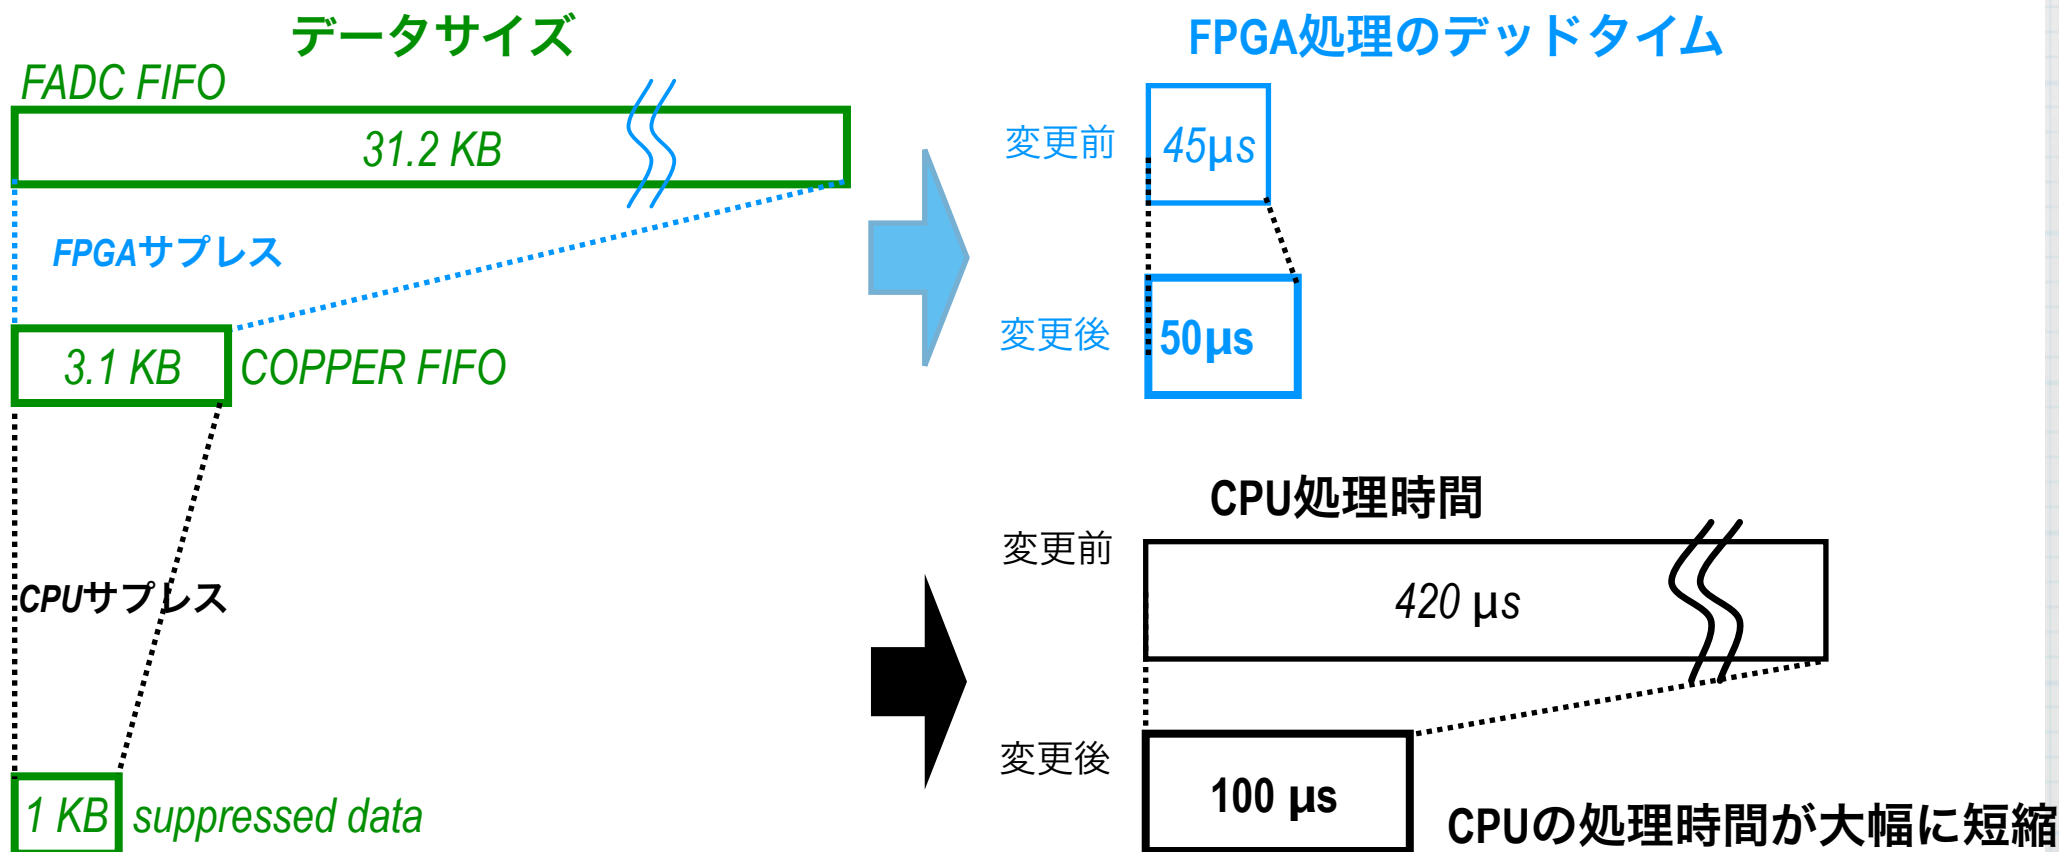 データサイズ
FADC FIFO
31.2 KB
FPGAサプレス
3.1 KB
COPPER FIFO
CPUサプレス
1 KB
suppressed data
FPGA処理のデッドタイム
変更前
45μs
変更後
50μs
CPU処理時間
変更前
420 μs
変更後
100 μs
CPUの処理時間が大幅に短縮